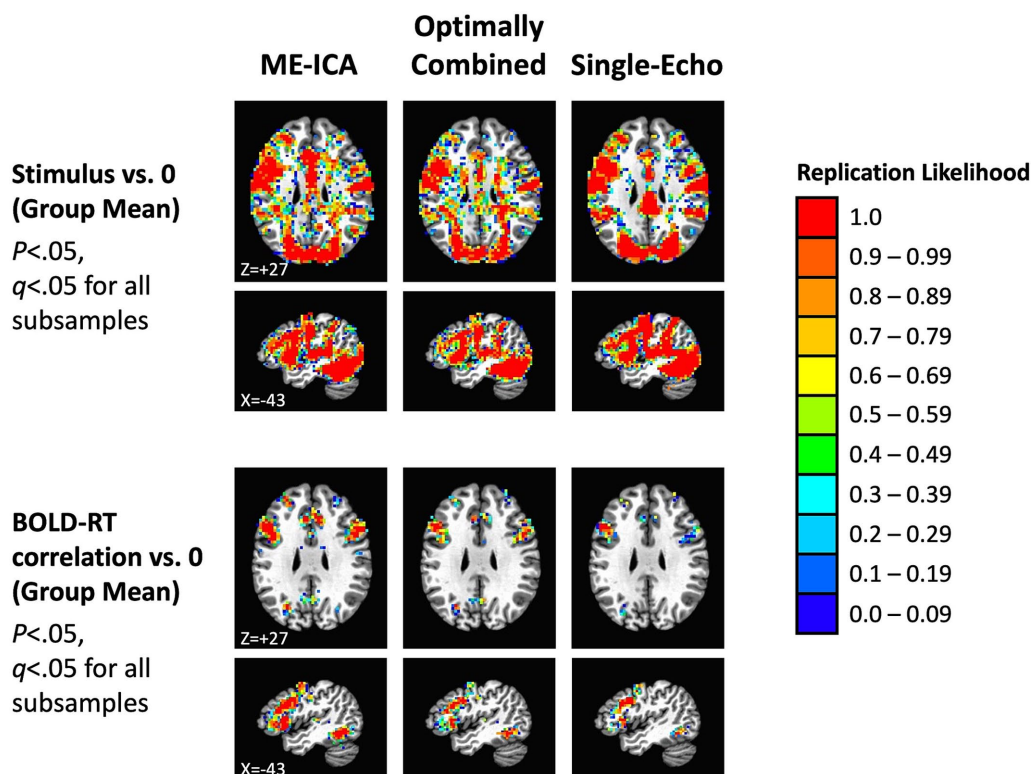 ME-ICA
Optimally
Combined
Single-Echo
Stimulus vs. 0
(Group Mean)
P<.05,
q<.05 for all
subsamples
Z=+27
X=-43
Replication Likelihood
1.0
0.9 – 0.99
0.8 – 0.89
0.7 – 0.79
0.6 – 0.69
0.5 – 0.59
0.4 – 0.49
0.3 – 0.39
0.2 – 0.29
0.1 – 0.19
0.0 – 0.09
BOLD-RT
correlation vs. 0
(Group Mean)
P<.05,
q<.05 for all
subsamples
Z=+27
X=-43